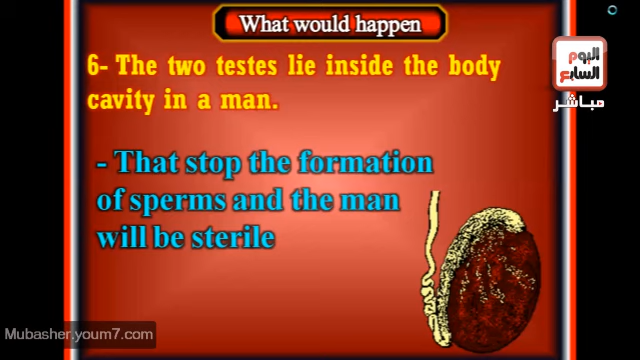 What would happen
6- The two testes lie inside the body
cavity in a man.
- That stop the formation
of sperms and the man
will be sterile
اليوم
السابع
مباشر
Mubasher.youm7.com